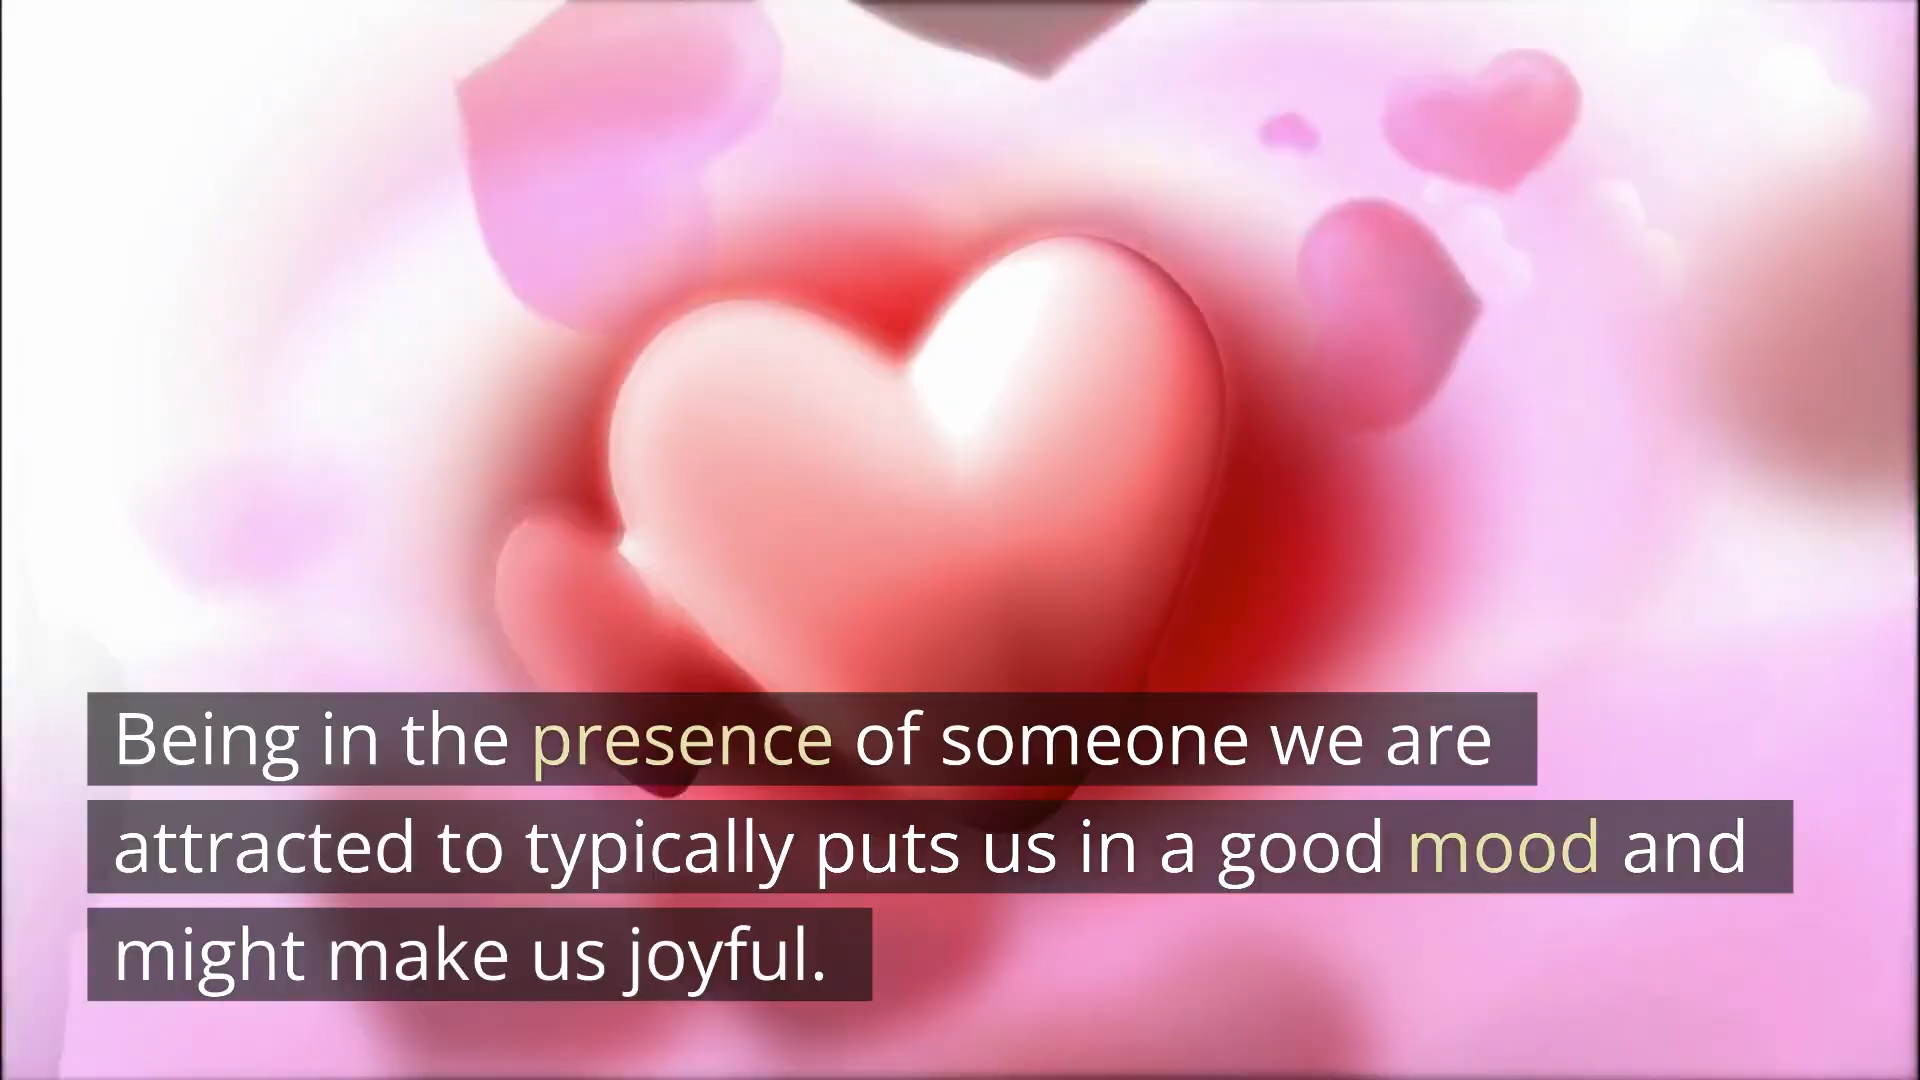 Being in the presence of someone we are
attracted to typically puts us in a good mood and
might make us joyful.